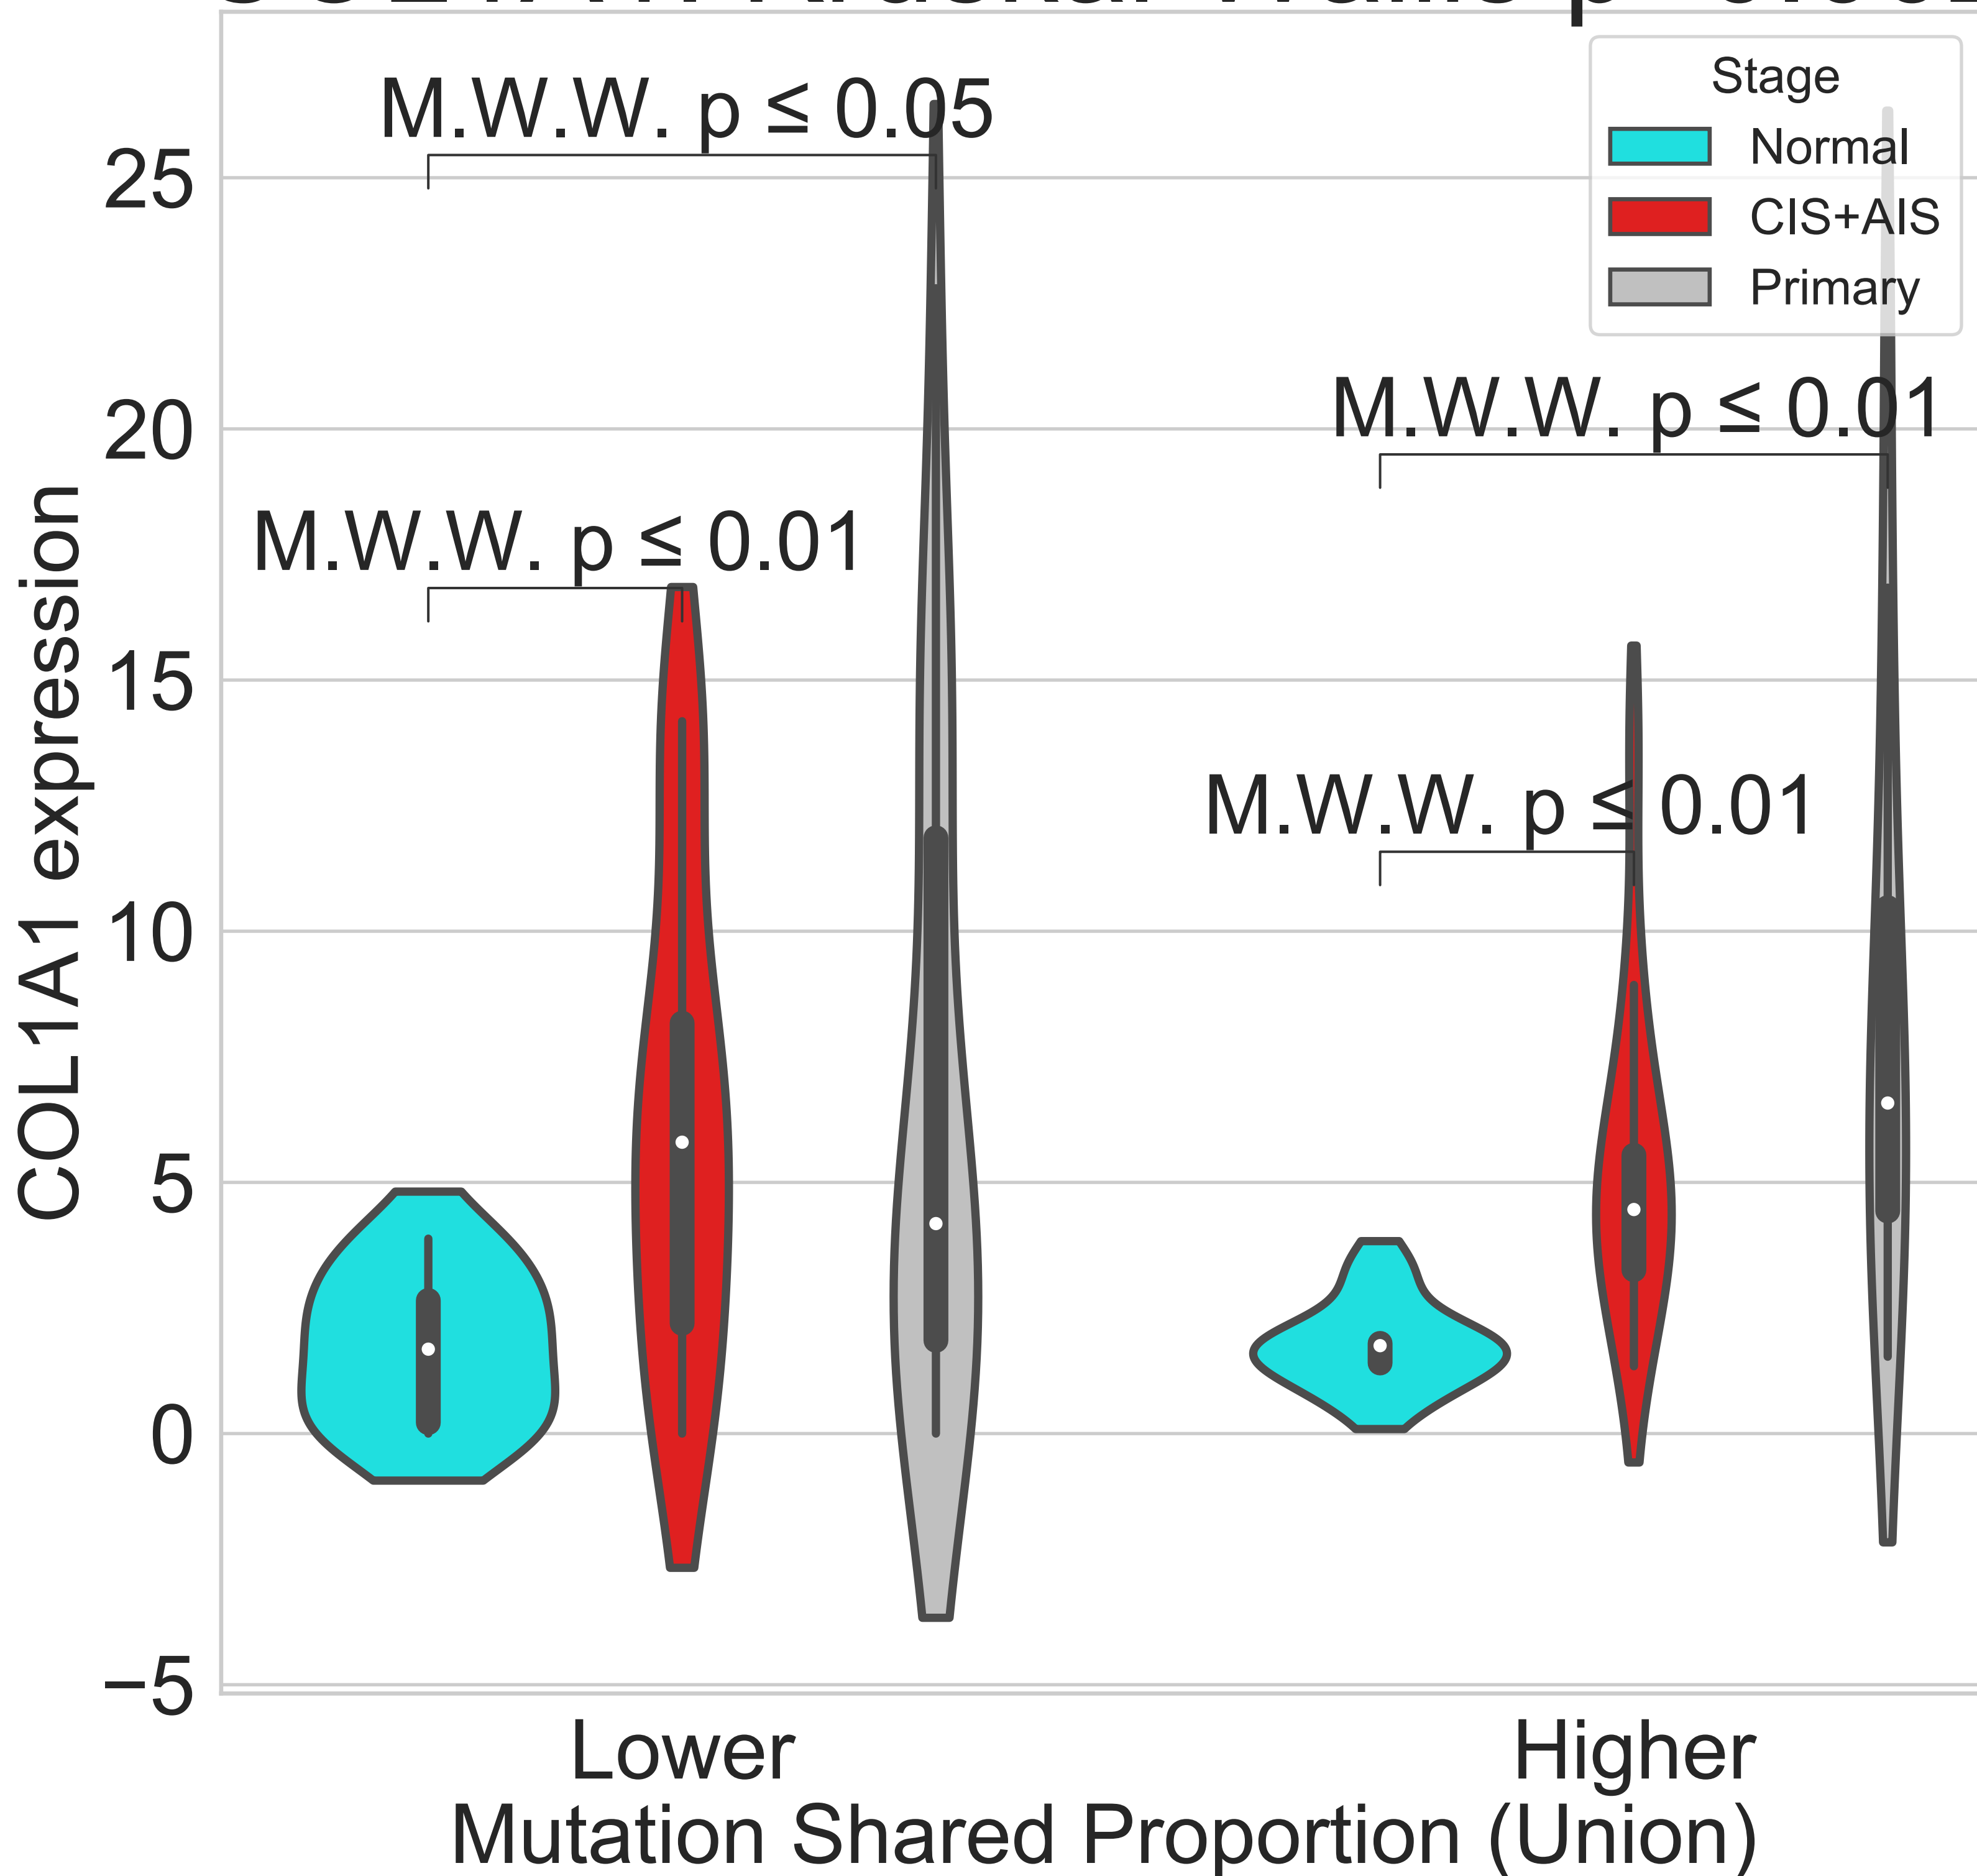 M.W.W. p ≤ 0.05
Stage
Normal
CIS+AIS
Primary
M.W.W. p ≤ 0.01
M.W.W. p ≤ 0.01
M.W.W. p ≤ 0.01
COL1A1 expression
25
20
15
10
5
0
−5
Lower
Higher
Mutation Shared Proportion (Union)